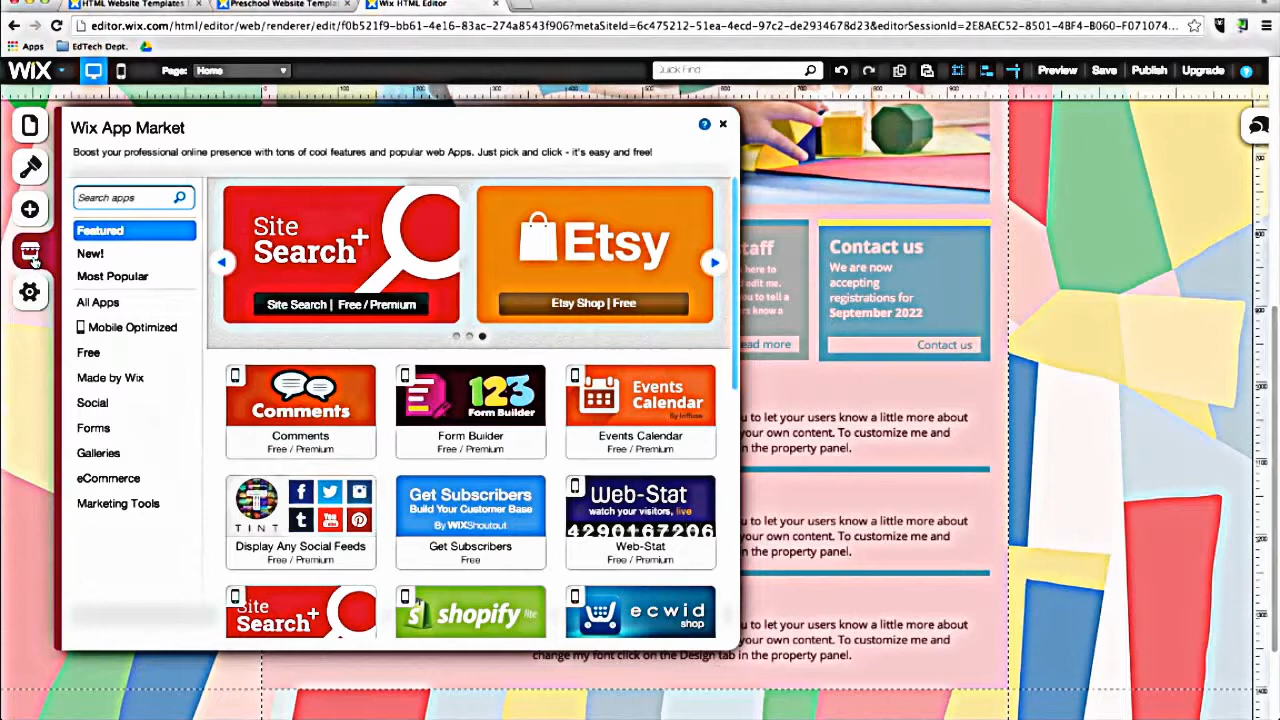 HTML Website Templates
Preschool Website Templat
Wix HTML Editor
editor.wix.com/html/editor/web/renderer/edit/f0b521f9-bb61-4e16-83ac-274a8543f906?metaSiteId=6c475212-51ea-4ecd-97c2-de2934678d23&editorSessionId=2E8AEC52-8501-4BF4-B060-F071074...
Apps EdTech Dept.
WiX Page: Home Quick Find Preview Save Publish Upgrade
Wix App Market
Boost your professional online presence with tons of cool features and popular web Apps. Just pick and click - it's easy and free!
Search apps
Featured
New!
Most Popular
All Apps
Mobile Optimized
Free
Made by Wix
Social
Forms
Galleries
eCommerce
Marketing Tools
Site
Search+
Site Search | Free / Premium
Etsy
Etsy Shop | Free
Comments
Comments
Free / Premium
123
Form Builder
Form Builder
Free / Premium
Events
Calendar
By Inffuse
Events Calendar
Free / Premium
TINT
Display Any Social Feeds
Free / Premium
Get Subscribers
Build Your Customer Base
By WIXShoutout
Get Subscribers
Free
Web-Stat
watch your visitors, live
4290167206
Web-Stat
Free / Premium
Site
Search+
shopify lite
ecwid
shop
taff
here to
edit me.
you to tell a
ers know a
ead more
Contact us
We are now
accepting
registrations for
September 2022
Contact us
u to let your users know a little more about
your own content. To customize me and
n the property panel.
u to let your users know a little more about
your own content. To customize me and
n the property panel.
u to let your users know a little more about
your own content. To customize me and
change my font click on the Design tab in the property panel.